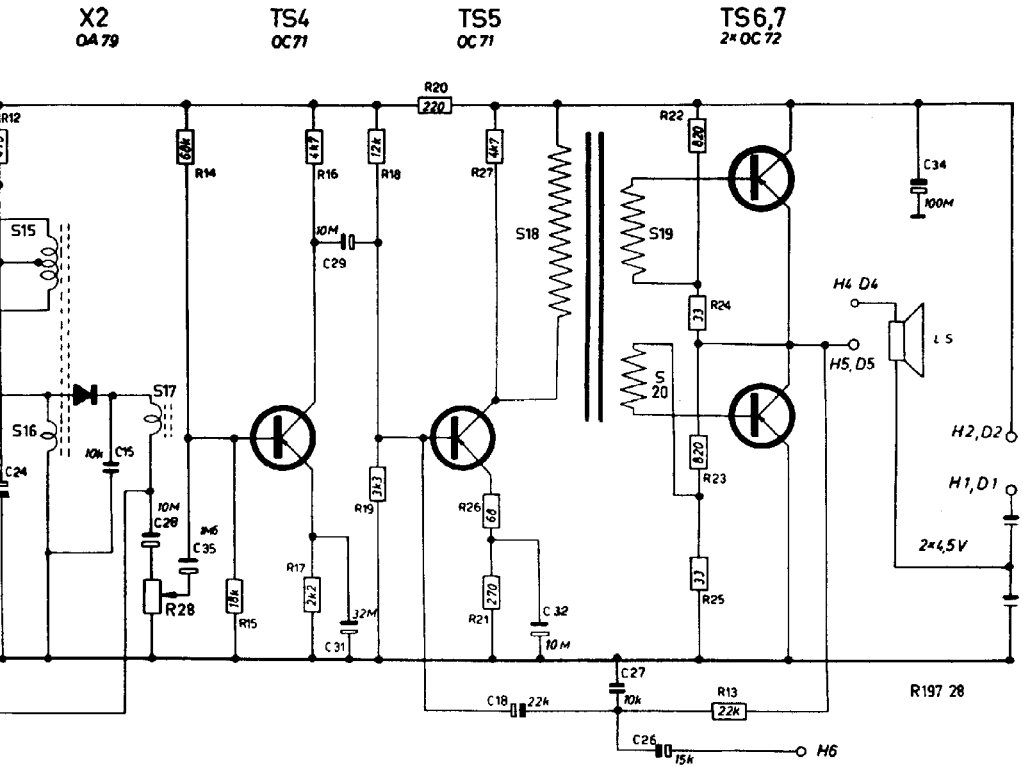 X2
OA79
TS4
OC71
TS5
OC71
TS6,7
2x OC72
R20
220
R12
68k
R14
4k7
R16
12k
R18
4k7
R27
R22
820
C34
100M
S15
10M
C29
S18
S19
R24
33
H4 D4
LS
H5,D5
S17
S
20
S16
10k
C15
C24
R23
820
H2,D2
H1,D1
2x4,5V
10M
C28
1M6
C35
R19
3k3
R26
68
R17
2k2
R28
18k
R15
32M
C31
R21
270
C32
10M
33
R25
C27
10k
R13
22k
C18
22k
C26
15k
H6
R197 28